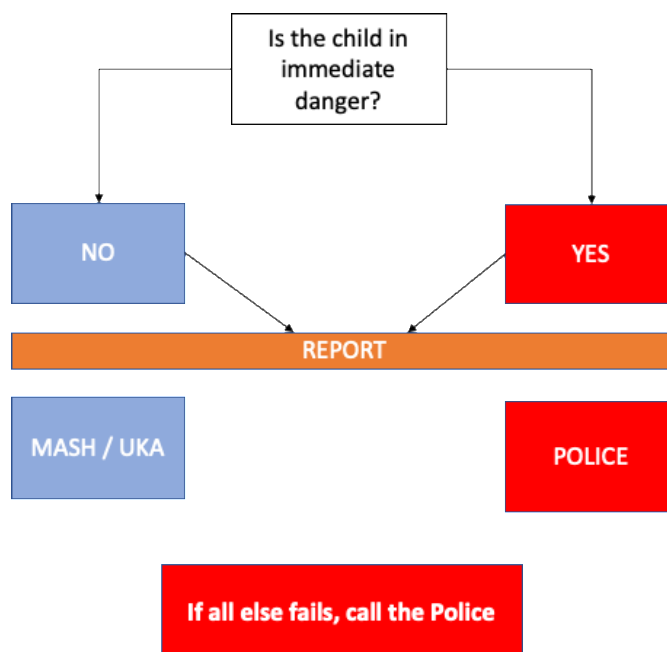 Is the child in
immediate
danger?
NO
YES
REPORT
MASH / UKA
POLICE
If all else fails, call the Police